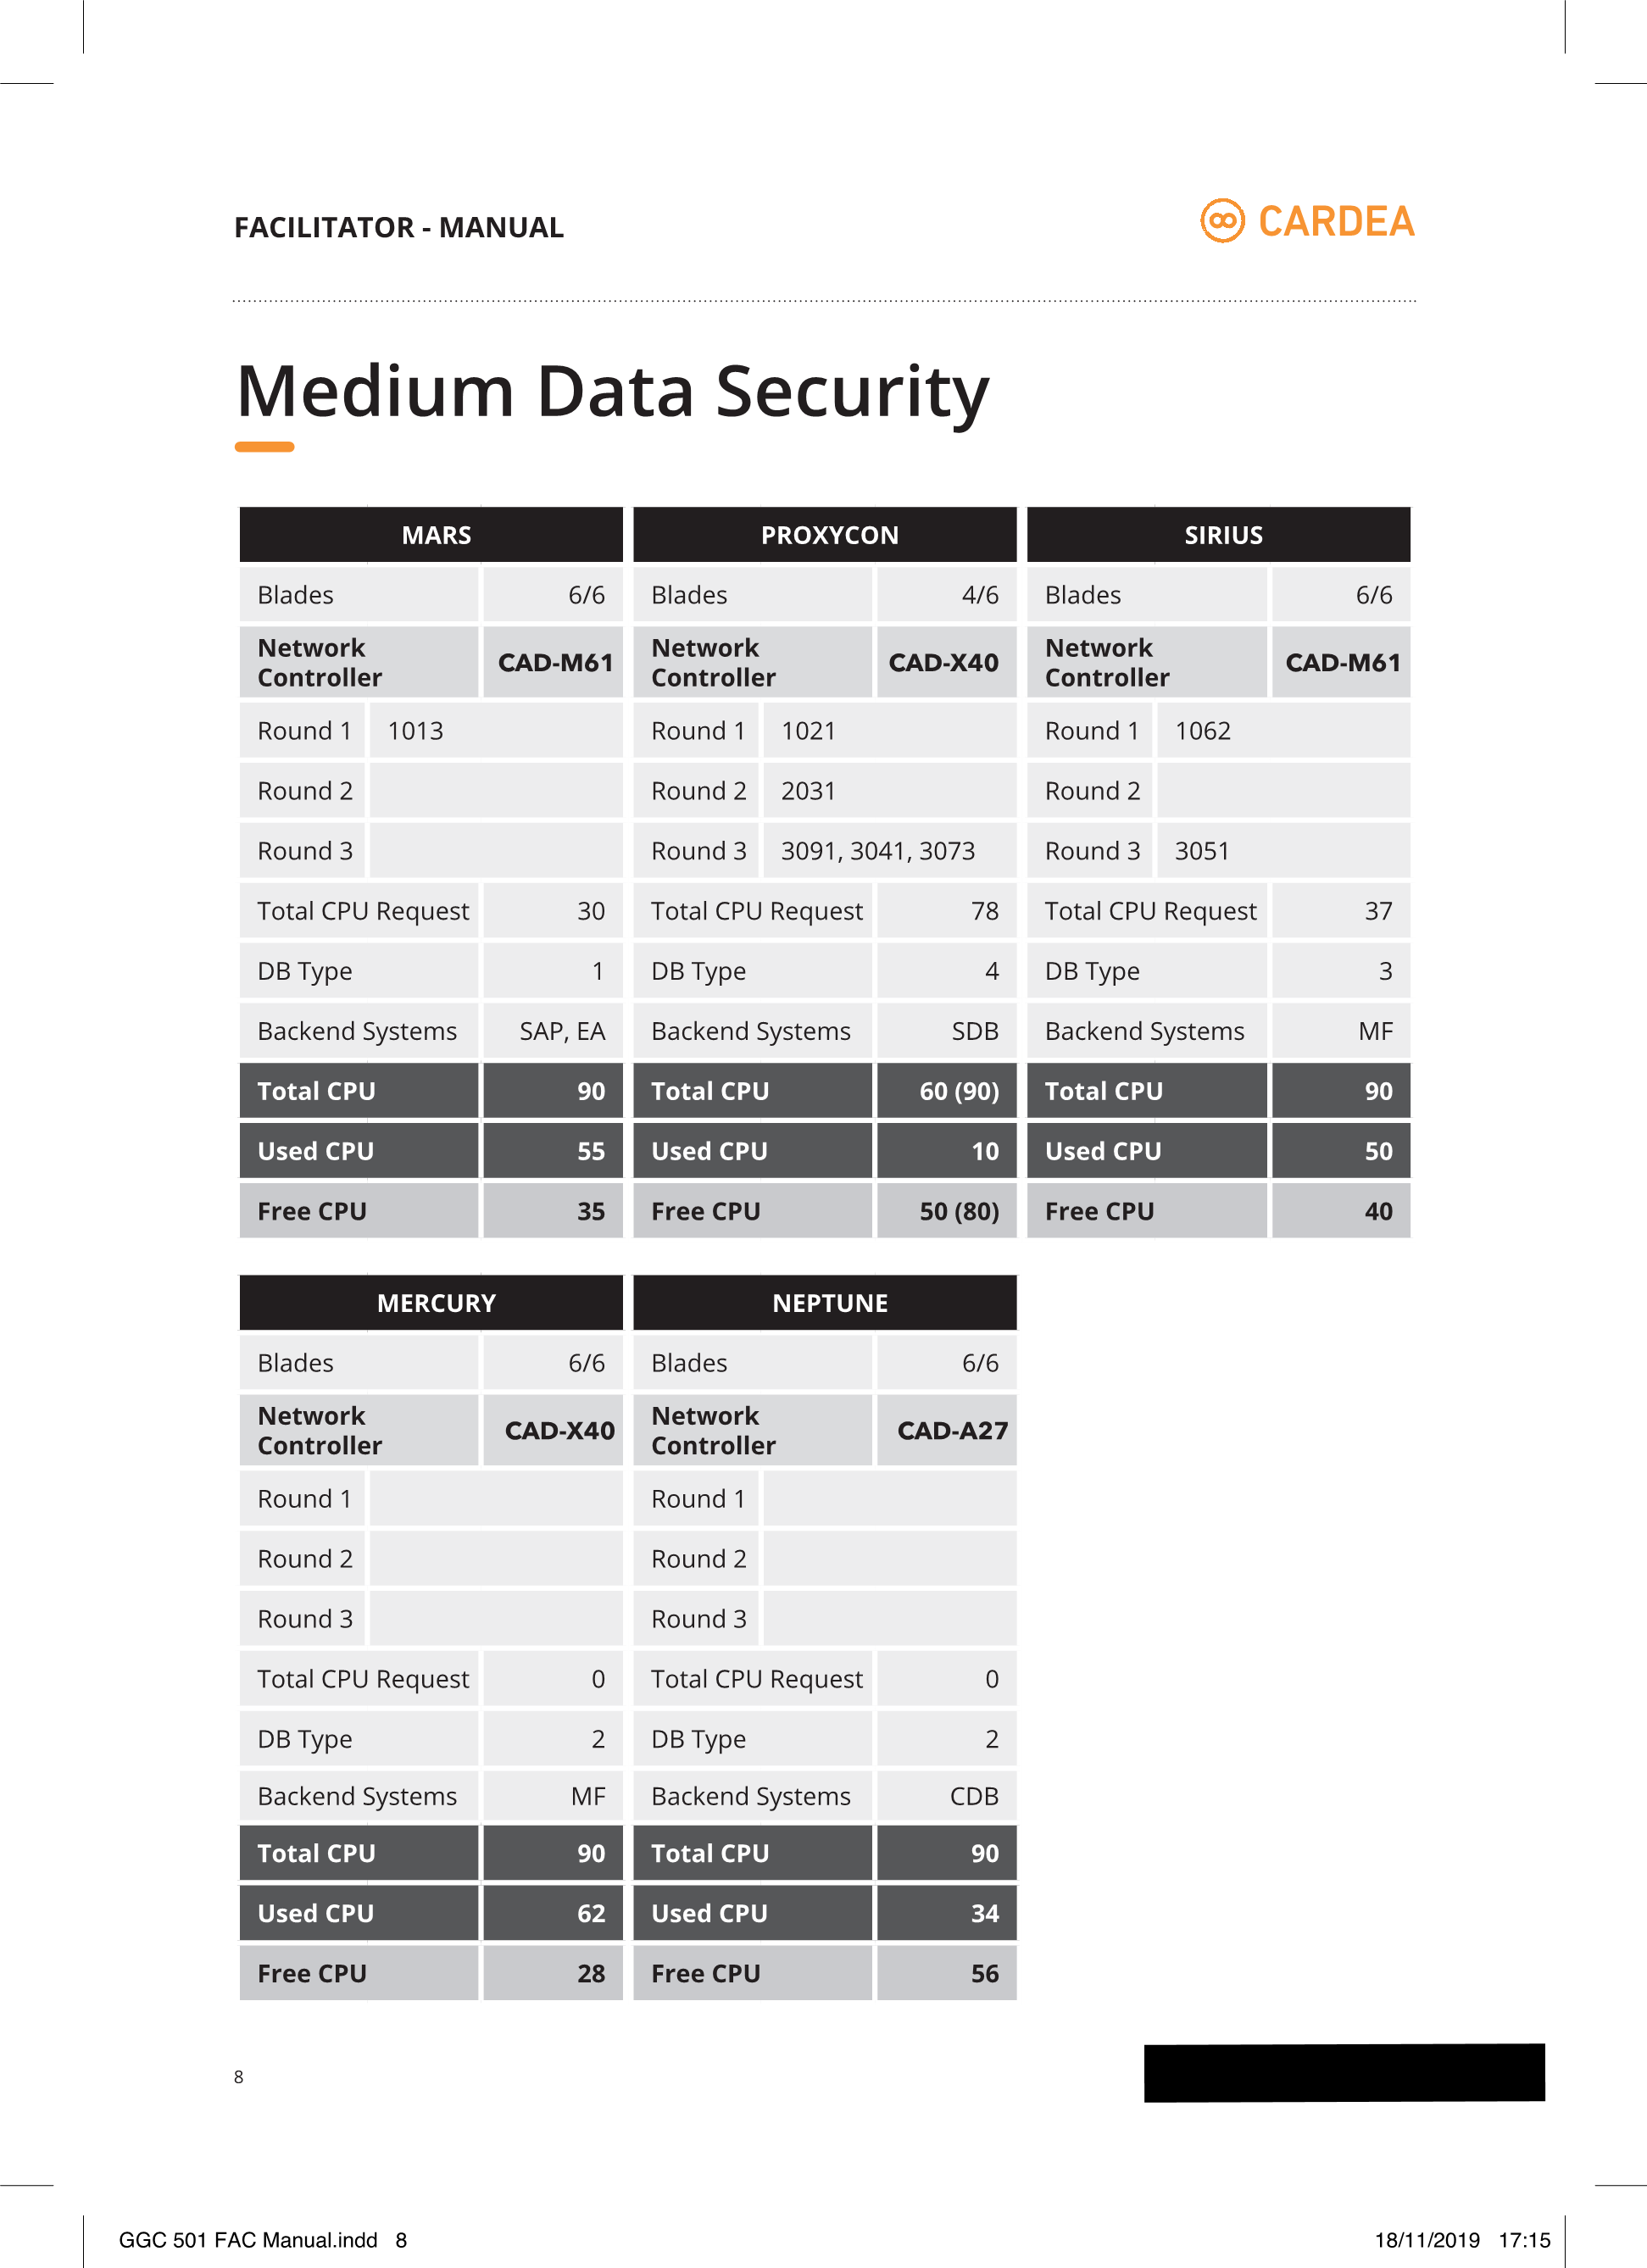 FACILITATOR - MANUAL
CARDEA
Medium Data Security
MARS
Blades 6/6
Network Controller CAD-M61
Round 1 1013
Round 2
Round 3
Total CPU Request 30
DB Type 1
Backend Systems SAP, EA
Total CPU 90
Used CPU 55
Free CPU 35
PROXYCON
Blades 4/6
Network Controller CAD-X40
Round 1 1021
Round 2 2031
Round 3 3091, 3041, 3073
Total CPU Request 78
DB Type 4
Backend Systems SDB
Total CPU 60 (90)
Used CPU 10
Free CPU 50 (80)
SIRIUS
Blades 6/6
Network Controller CAD-M61
Round 1 1062
Round 2
Round 3 3051
Total CPU Request 37
DB Type 3
Backend Systems MF
Total CPU 90
Used CPU 50
Free CPU 40
MERCURY
Blades 6/6
Network Controller CAD-X40
Round 1
Round 2
Round 3
Total CPU Request 0
DB Type 2
Backend Systems MF
Total CPU 90
Used CPU 62
Free CPU 28
NEPTUNE
Blades 6/6
Network Controller CAD-A27
Round 1
Round 2
Round 3
Total CPU Request 0
DB Type 2
Backend Systems CDB
Total CPU 90
Used CPU 34
Free CPU 56
8
GGC 501 FAC Manual.indd 8
18/11/2019 17:15